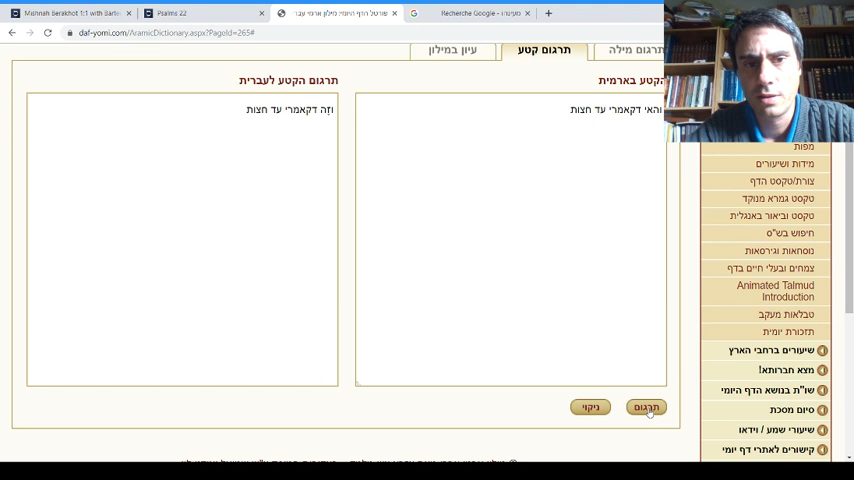 Mishnah Berakhot 1:1 with Barte
Psalms 22
פורטל הדף היומי: מילון ארמי עבר
Recherche Google - מעיטרוו
daf-yomi.com/AramicDictionary.aspx?PageId=265#
תרגום מילה
תרגום קטע
עיון במילון
הקטע בארמית
תרגום הקטע לעברית
והאי דקאמרי עד חצות
וזה דקאמרי עד חצות
תרגום
ניקוי
מפות
מידות ושיעורים
צורת/טקסט הדף
טקסט גמרא מנוקד
טקסט וביאור באנגלית
חיפוש בש"ס
נוסחאות וגירסאות
צמחים ובעלי חיים בדף
Animated Talmud
Introduction
טבלאות מעקב
תזכורת יומית
שיעורים ברחבי הארץ
מצא חברותא!
שו"ת בנושא הדף היומי
סיום מסכת
שיעורי שמע / וידאו
קישורים לאתרי דף יומי